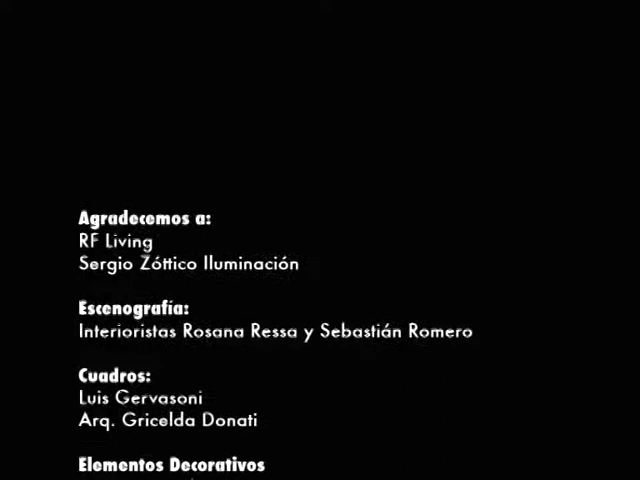 Agradecemos a:
RF Living
Sergio Zóttico Iluminación
Escenografía:
Interioristas Rosana Ressa y Sebastián Romero
Cuadros:
Luis Gervasoni
Arq. Gricelda Donati
Elementos Decorativos